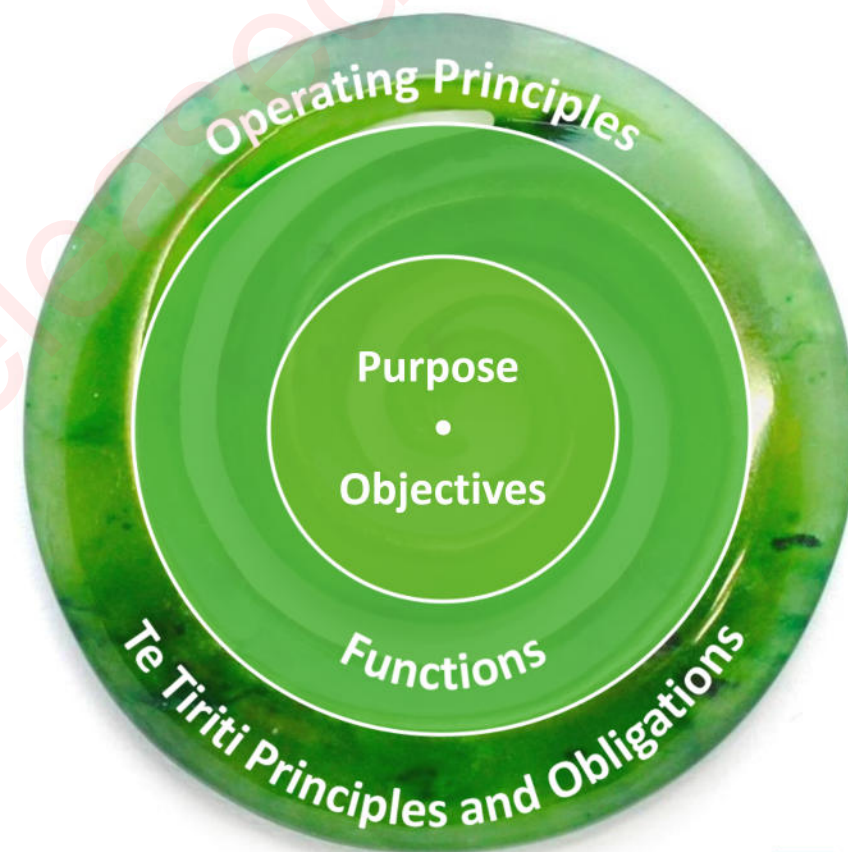 Operating Principles
Purpose
Objectives
Functions
Te Tiriti Principles and Obligations